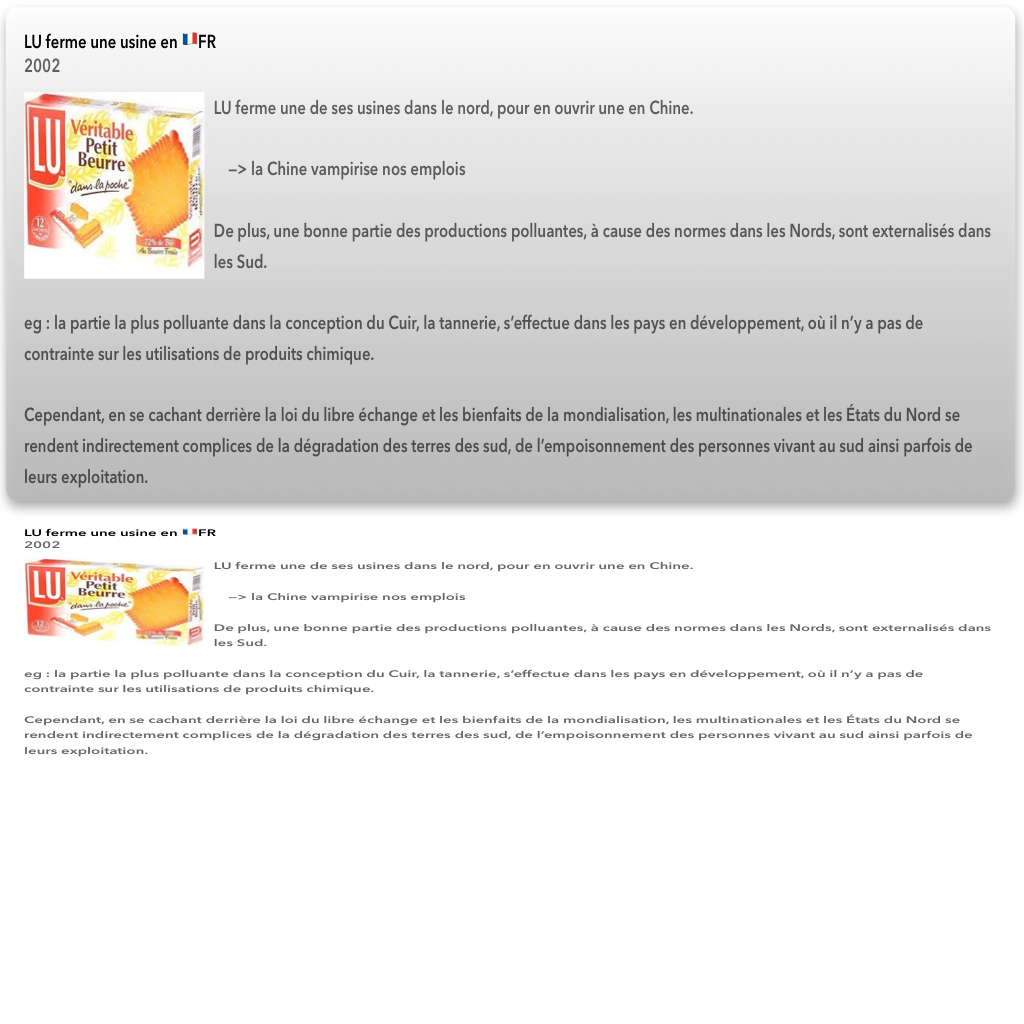 LU ferme une usine en 🇫🇷FR
2002
LU
Véritable
Petit
Beurre
"dans la poche"
12
72% de Blé
Au Beurre Frais
LU ferme une de ses usines dans le nord, pour en ouvrir une en Chine.
—> la Chine vampirise nos emplois
De plus, une bonne partie des productions polluantes, à cause des normes dans les Nords, sont externalisés dans
les Sud.
eg : la partie la plus polluante dans la conception du Cuir, la tannerie, s’effectue dans les pays en développement, où il n’y a pas de
contrainte sur les utilisations de produits chimique.
Cependant, en se cachant derrière la loi du libre échange et les bienfaits de la mondialisation, les multinationales et les États du Nord se
rendent indirectement complices de la dégradation des terres des sud, de l’empoisonnement des personnes vivant au sud ainsi parfois de
leurs exploitation.
LU ferme une usine en 🇫🇷FR
2002
LU
Véritable
Petit
Beurre
"dans la poche"
12
LU ferme une de ses usines dans le nord, pour en ouvrir une en Chine.
—> la Chine vampirise nos emplois
De plus, une bonne partie des productions polluantes, à cause des normes dans les Nords, sont externalisés dans
les Sud.
eg : la partie la plus polluante dans la conception du Cuir, la tannerie, s’effectue dans les pays en développement, où il n’y a pas de
contrainte sur les utilisations de produits chimique.
Cependant, en se cachant derrière la loi du libre échange et les bienfaits de la mondialisation, les multinationales et les États du Nord se
rendent indirectement complices de la dégradation des terres des sud, de l’empoisonnement des personnes vivant au sud ainsi parfois de
leurs exploitation.